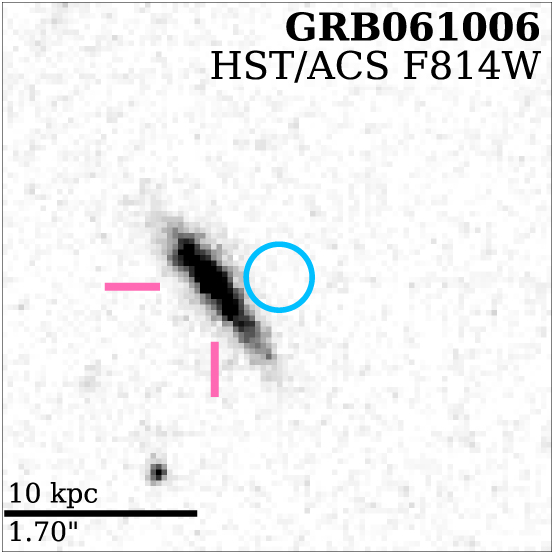 GRB061006
HST/ACS F814W
10 kpc
1.70"